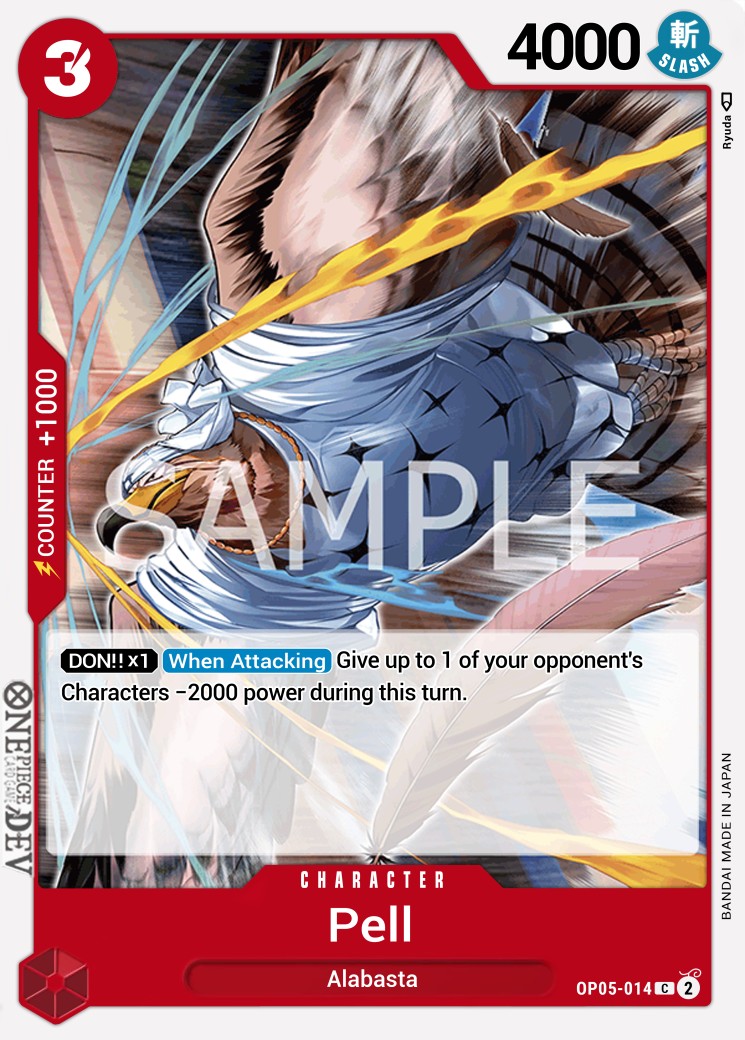 3
4000
斬
SLASH
Ryuda
COUNTER +1000
SAMPLE
DON!! ×1 When Attacking Give up to 1 of your opponent's
Characters −2000 power during this turn.
ONE PIECE
CARD GAME
DEV
BANDAI MADE IN JAPAN
CHARACTER
Pell
Alabasta
OP05-014 C 2